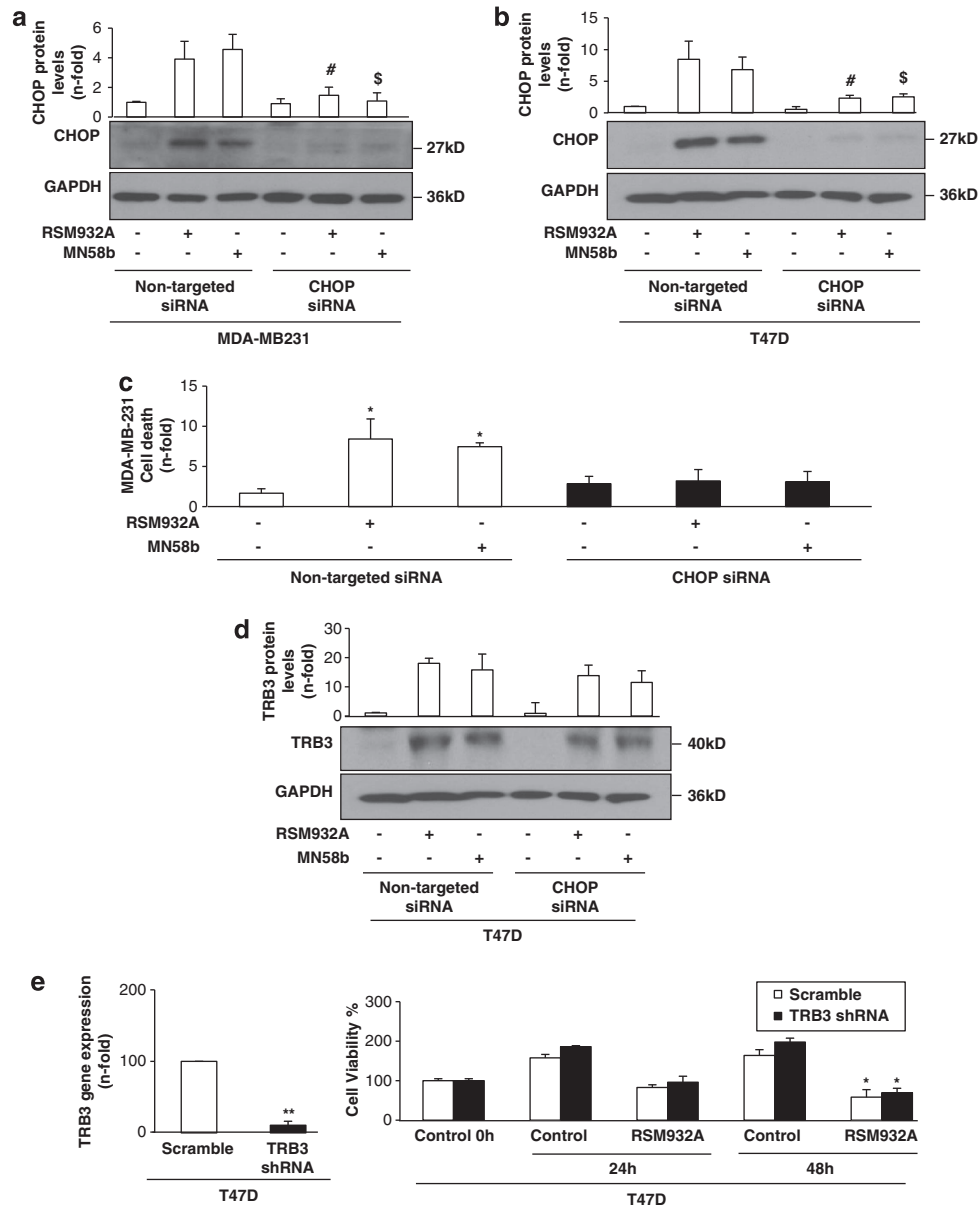 a
CHOP protein
levels
(n-fold)
6
4
2
0
#
$
CHOP
27kD
GAPDH
36kD
RSM932A - + - - + -
MN58b - - + - - +
Non-targeted
siRNA
CHOP
siRNA
MDA-MB231
b
CHOP protein
levels
(n-fold)
15
10
5
0
#
$
CHOP
27kD
GAPDH
36kD
RSM932A - + - - + -
MN58b - - + - - +
Non-targeted
siRNA
CHOP
siRNA
T47D
c
MDA-MB-231
Cell death
(n-fold)
15
10
5
0
*
*
RSM932A - + - - + -
MN58b - - + - - +
Non-targeted siRNA
CHOP siRNA
d
TRB3 protein
levels
(n-fold)
30
20
10
0
TRB3
40kD
GAPDH
36kD
RSM932A - + - - + -
MN58b - - + - - +
Non-targeted
siRNA
CHOP
siRNA
T47D
e
TRB3 gene expression
(n-fold)
200
100
0
**
Scramble
TRB3
shRNA
T47D
Cell Viability %
300
200
100
0
Scramble
TRB3 shRNA
* *
Control 0h Control RSM932A Control RSM932A
24h 48h
T47D